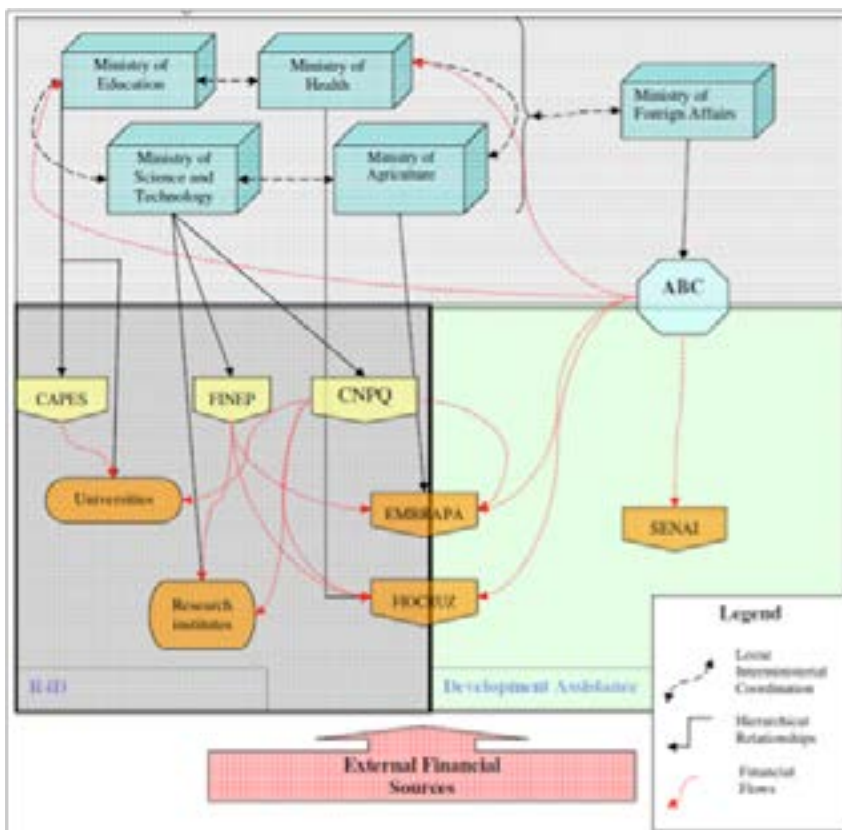 Ministry of
Education
Ministry of
Health
Ministry of
Foreign Affairs
Ministry of
Science and
Technology
Ministry of
Agriculture
ABC
CAPES
FINEP
CNPQ
Universities
EMBRAPA
SENAI
Research
institutes
FIOCRUZ
Legend
Loose
Interministerial
Coordination
Hierarchical
Relationships
Financial
Flows
R4D
Development Assistance
External Financial
Sources